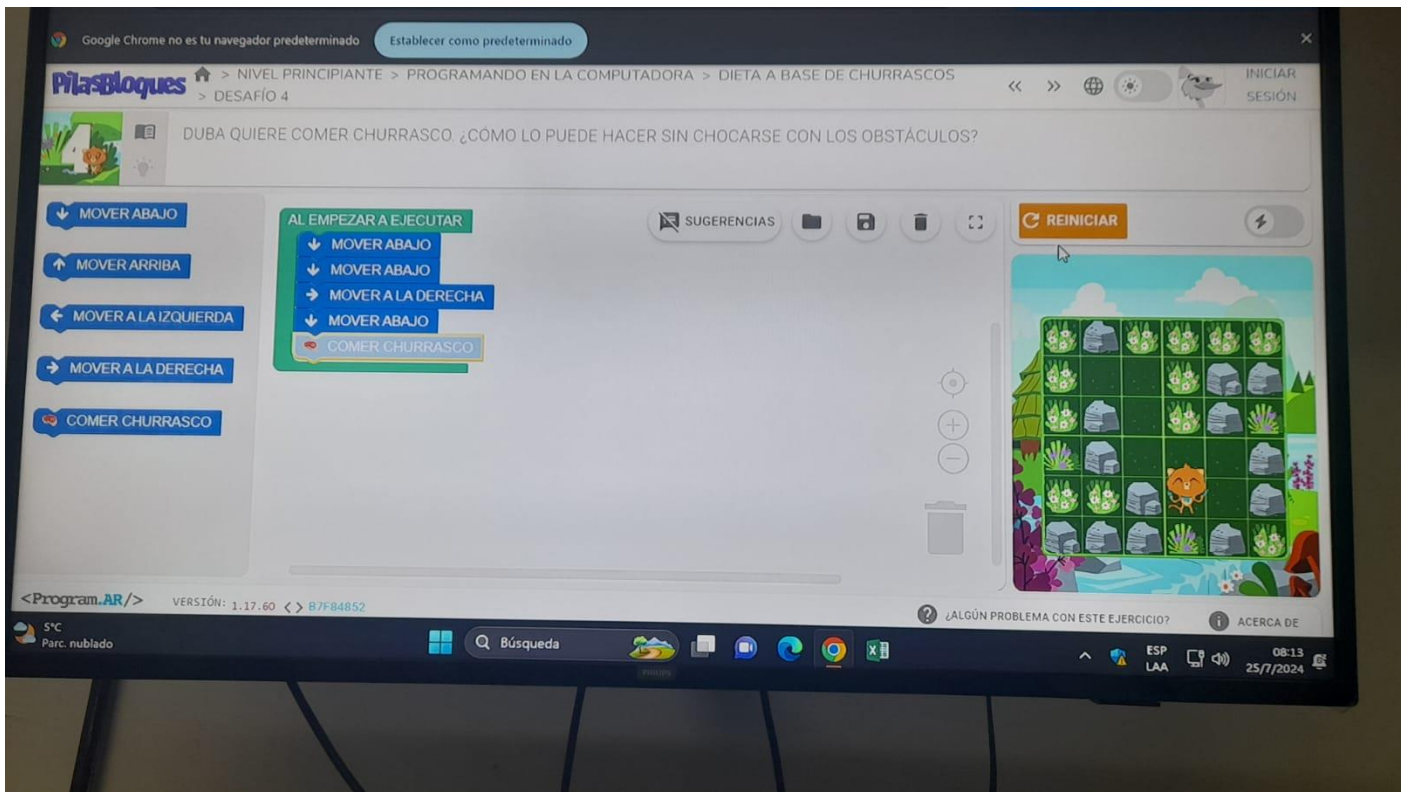 Google Chrome no es tu navegador predeterminado
Establecer como predeterminado
PilasBloques
> NIVEL PRINCIPIANTE > PROGRAMANDO EN LA COMPUTADORA > DIETA A BASE DE CHURRASCOS
> DESAFÍO 4
INICIAR
SESIÓN
4
DUBA QUIERE COMER CHURRASCO, ¿CÓMO LO PUEDE HACER SIN CHOCARSE CON LOS OBSTÁCULOS?
MOVER ABAJO
MOVER ARRIBA
MOVER A LA IZQUIERDA
MOVER A LA DERECHA
COMER CHURRASCO
AL EMPEZAR A EJECUTAR
MOVER ABAJO
MOVER ABAJO
MOVER A LA DERECHA
MOVER ABAJO
COMER CHURRASCO
SUGERENCIAS
REINICIAR
<Program.AR/>
VERSIÓN: 1.17.60 <> B7F84852
¿ALGÚN PROBLEMA CON ESTE EJERCICIO?
ACERCA DE
5°C
Parc. nublado
Búsqueda
ESP
LAA
08:13
25/7/2024
PHILIPS